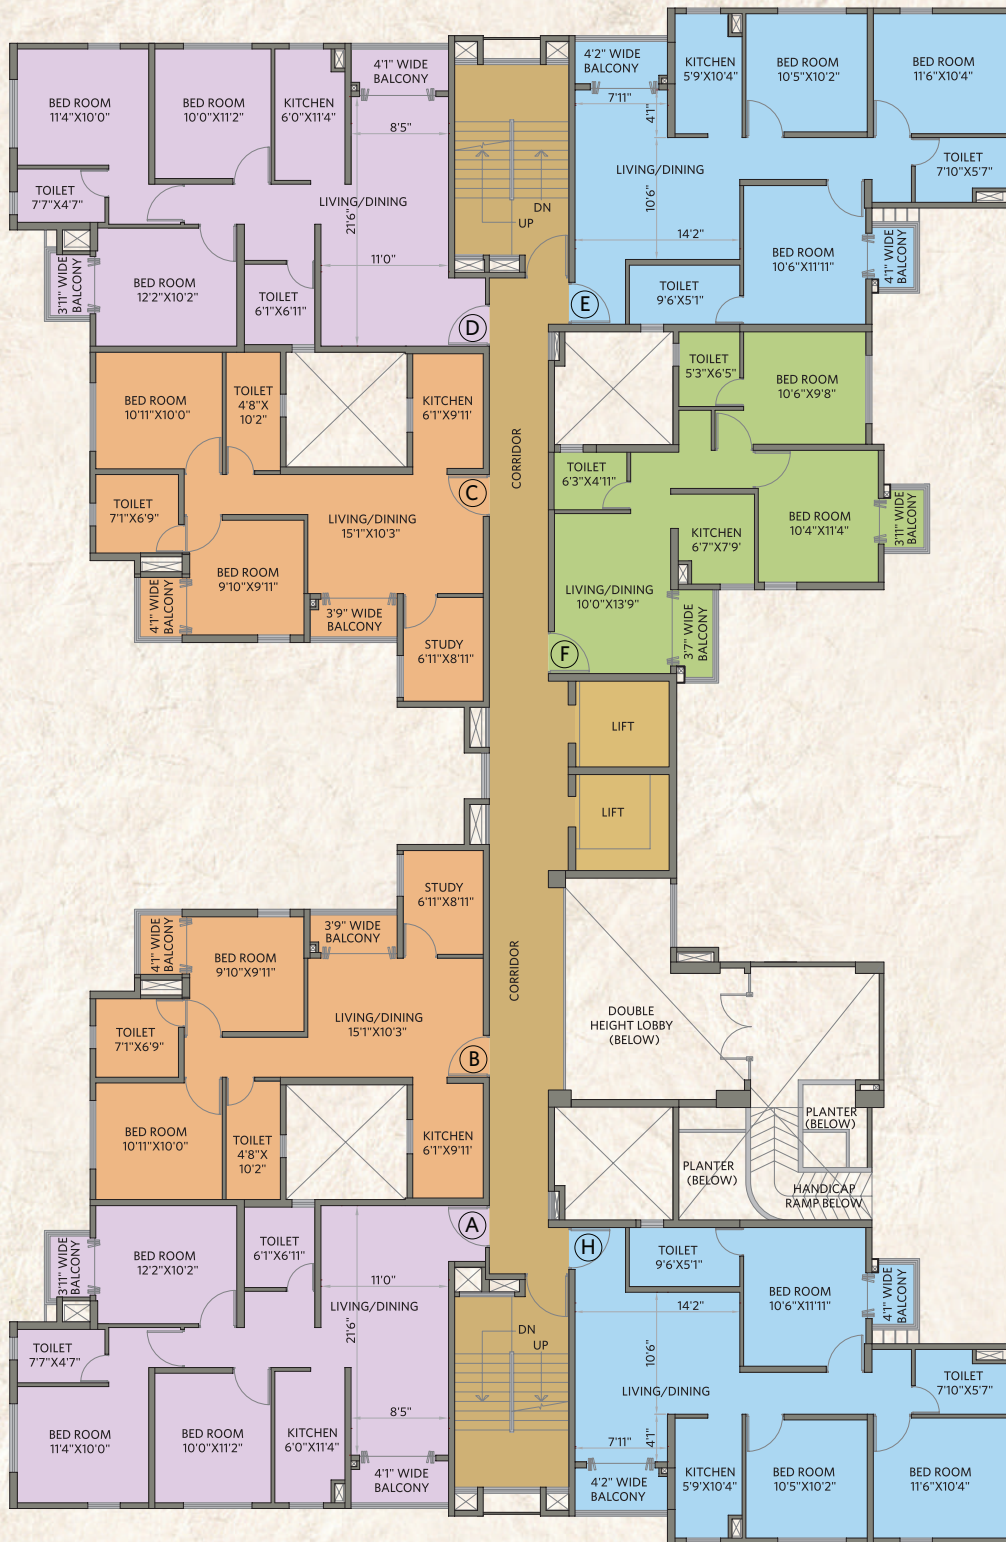 BED ROOM
11'4"X10'0"
BED ROOM
10'0"X11'2"
KITCHEN
6'0"X11'4"
4'1" WIDE
BALCONY
8'5"
LIVING/DINING
21'6"
11'0"
TOILET
7'7"X4'7"
3'11" WIDE
BALCONY
BED ROOM
12'2"X10'2"
TOILET
6'1"X6'11"
D
DN
UP
4'2" WIDE
BALCONY
7'11"
4'1"
KITCHEN
5'9'X10'4"
BED ROOM
10'5"X10'2"
BED ROOM
11'6"X10'4"
TOILET
7'10"X5'7"
LIVING/DINING
10'6"
14'2"
BED ROOM
10'6"X11'11"
4'1" WIDE
BALCONY
TOILET
9'6"X5'1"
E
BED ROOM
10'11"X10'0"
TOILET
4'8"X
10'2"
KITCHEN
6'1"X9'11'
CORRIDOR
TOILET
5'3"X6'5"
BED ROOM
10'6"X9'8"
TOILET
7'1"X6'9"
C
LIVING/DINING
15'1"X10'3"
BED ROOM
9'10"X9'11"
4'1" WIDE
BALCONY
3'9" WIDE
BALCONY
STUDY
6'11"X8'11"
TOILET
6'3"X4'11"
KITCHEN
6'7"X7'9'
BED ROOM
10'4"X11'4"
3'11" WIDE
BALCONY
LIVING/DINING
10'0"X13'9"
3'7" WIDE
BALCONY
F
LIFT
LIFT
STUDY
6'11"X8'11"
4'1" WIDE
BALCONY
BED ROOM
9'10"X9'11"
3'9" WIDE
BALCONY
CORRIDOR
TOILET
7'1"X6'9"
LIVING/DINING
15'1"X10'3"
B
BED ROOM
10'11"X10'0"
TOILET
4'8"X
10'2"
KITCHEN
6'1"X9'11'
DOUBLE
HEIGHT LOBBY
(BELOW)
PLANTER
(BELOW)
PLANTER
(BELOW)
HANDICAP
RAMP BELOW
A
3'11" WIDE
BALCONY
BED ROOM
12'2"X10'2"
TOILET
6'1"X6'11"
11'0"
LIVING/DINING
21'6"
TOILET
7'7"X4'7"
8'5"
BED ROOM
11'4"X10'0"
BED ROOM
10'0"X11'2"
KITCHEN
6'0"X11'4"
4'1" WIDE
BALCONY
DN
UP
H
TOILET
9'6"X5'1"
14'2"
BED ROOM
10'6"X11'11"
4'1" WIDE
BALCONY
10'6"
LIVING/DINING
TOILET
7'10"X5'7"
7'11"
4'1"
4'2" WIDE
BALCONY
KITCHEN
5'9"X10'4"
BED ROOM
10'5"X10'2"
BED ROOM
11'6"X10'4"